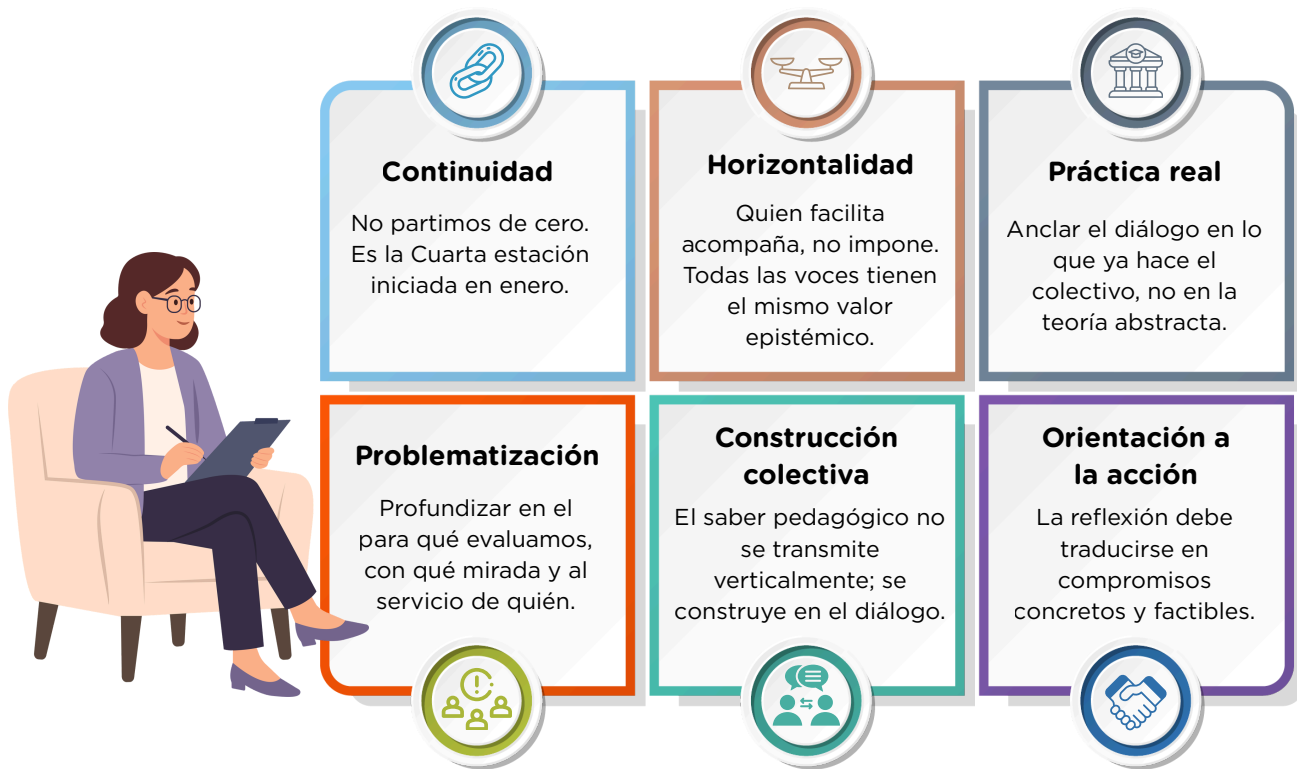 Continuidad
No partimos de cero.
Es la Cuarta estación
iniciada en enero.
Horizontalidad
Quien facilita
acompaña, no impone.
Todas las voces tienen
el mismo valor
epistémico.
Práctica real
Anclar el diálogo en lo
que ya hace el
colectivo, no en la
teoría abstracta.
Problematización
Profundizar en el
para qué evaluamos,
con qué mirada y al
servicio de quién.
Construcción
colectiva
El saber pedagógico no
se transmite
verticalmente; se
construye en el diálogo.
Orientación a
la acción
La reflexión debe
traducirse en
compromisos
concretos y factibles.